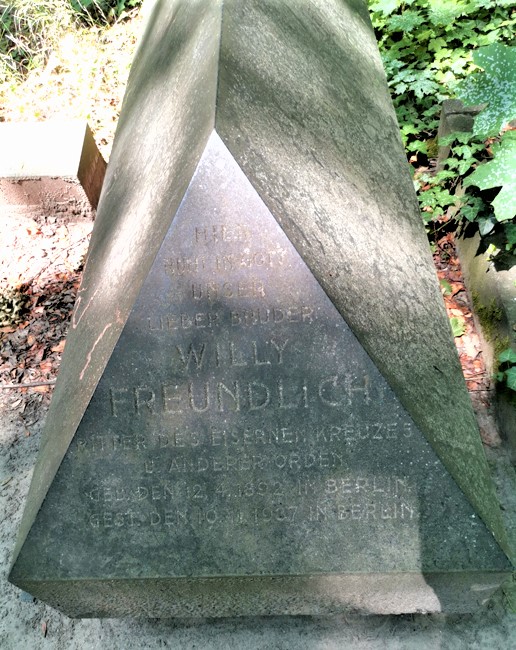 HIER
RUHT
UNSER
LIEBER BRUDER
WILLY
FREUNDLICH
RITTER DES EISERNEN KREUZES
U. ANDERER ORDEN
GEB. DEN 12.4.1892 IN BERLIN
GEST. DEN IN BERLIN